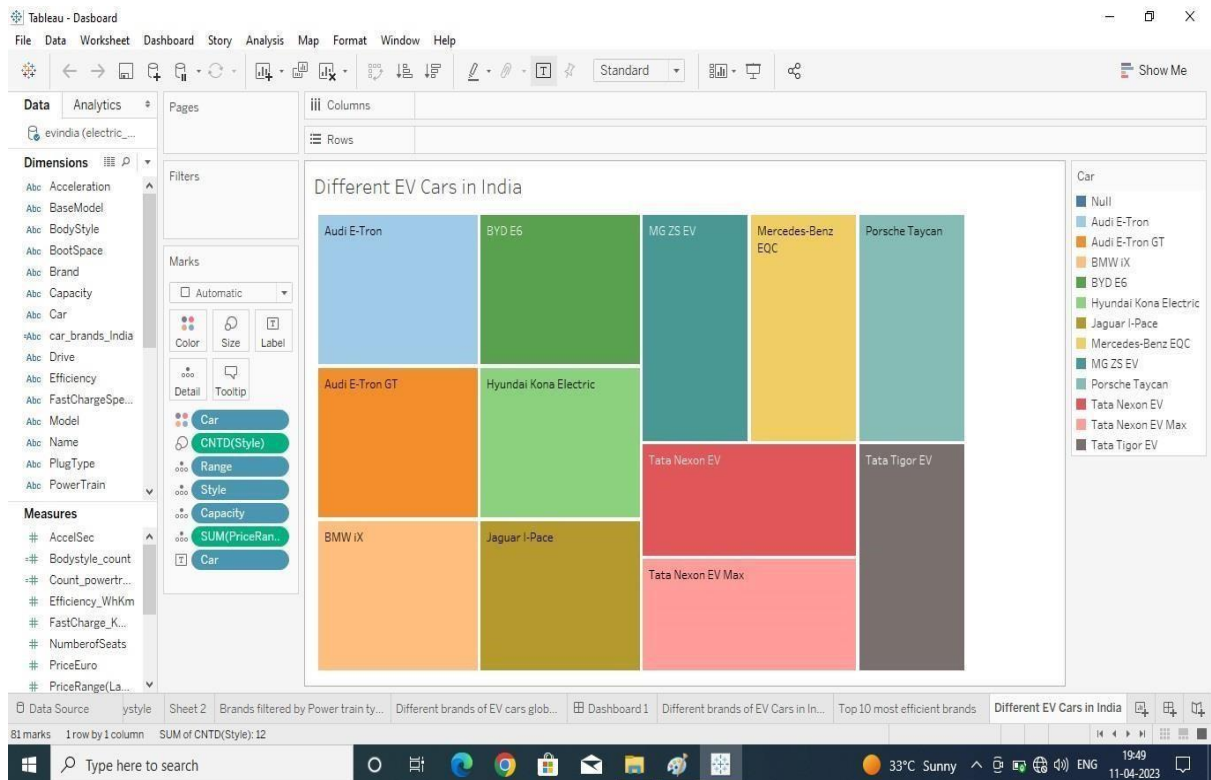 Tableau - Dasboard
File Data Worksheet Dashboard Story Analysis Map Format Window Help
Standard
Show Me
Data Analytics
evindia (electric_...
Dimensions
Abc Acceleration
Abc BaseModel
Abc BodyStyle
Abc BootSpace
Abc Brand
Abc Capacity
Abc Car
=Abc car_brands_India
Abc Drive
Abc Efficiency
Abc FastChargeSpe...
Abc Model
Abc Name
Abc PlugType
Abc PowerTrain
Measures
# AccelSec
=# Bodystyle_count
=# Count_powertr...
# Efficiency_WhKm
# FastCharge_K...
# NumberofSeats
# PriceEuro
# PriceRange(La...
Pages
Filters
Marks
Automatic
Color Size Label
Detail Tooltip
Car
CNTD(Style)
Range
Style
Capacity
SUM(PriceRan..
Car
Columns
Rows
Different EV Cars in India
Audi E-Tron
BYD E6
MG ZS EV
Mercedes-Benz
EQC
Porsche Taycan
Audi E-Tron GT
Hyundai Kona Electric
Tata Nexon EV
Tata Tigor EV
BMW iX
Jaguar I-Pace
Tata Nexon EV Max
Car
Null
Audi E-Tron
Audi E-Tron GT
BMW iX
BYD E6
Hyundai Kona Electric
Jaguar I-Pace
Mercedes-Benz EQC
MG ZS EV
Porsche Taycan
Tata Nexon EV
Tata Nexon EV Max
Tata Tigor EV
Data Source ystyle Sheet 2 Brands filtered by Power train ty... Different brands of EV cars glob... Dashboard 1 Different brands of EV Cars in In... Top 10 most efficient brands Different EV Cars in India
81 marks 1 row by 1 column SUM of CNTD(Style): 12
Type here to search
33°C Sunny
ENG
19:49
11-04-2023